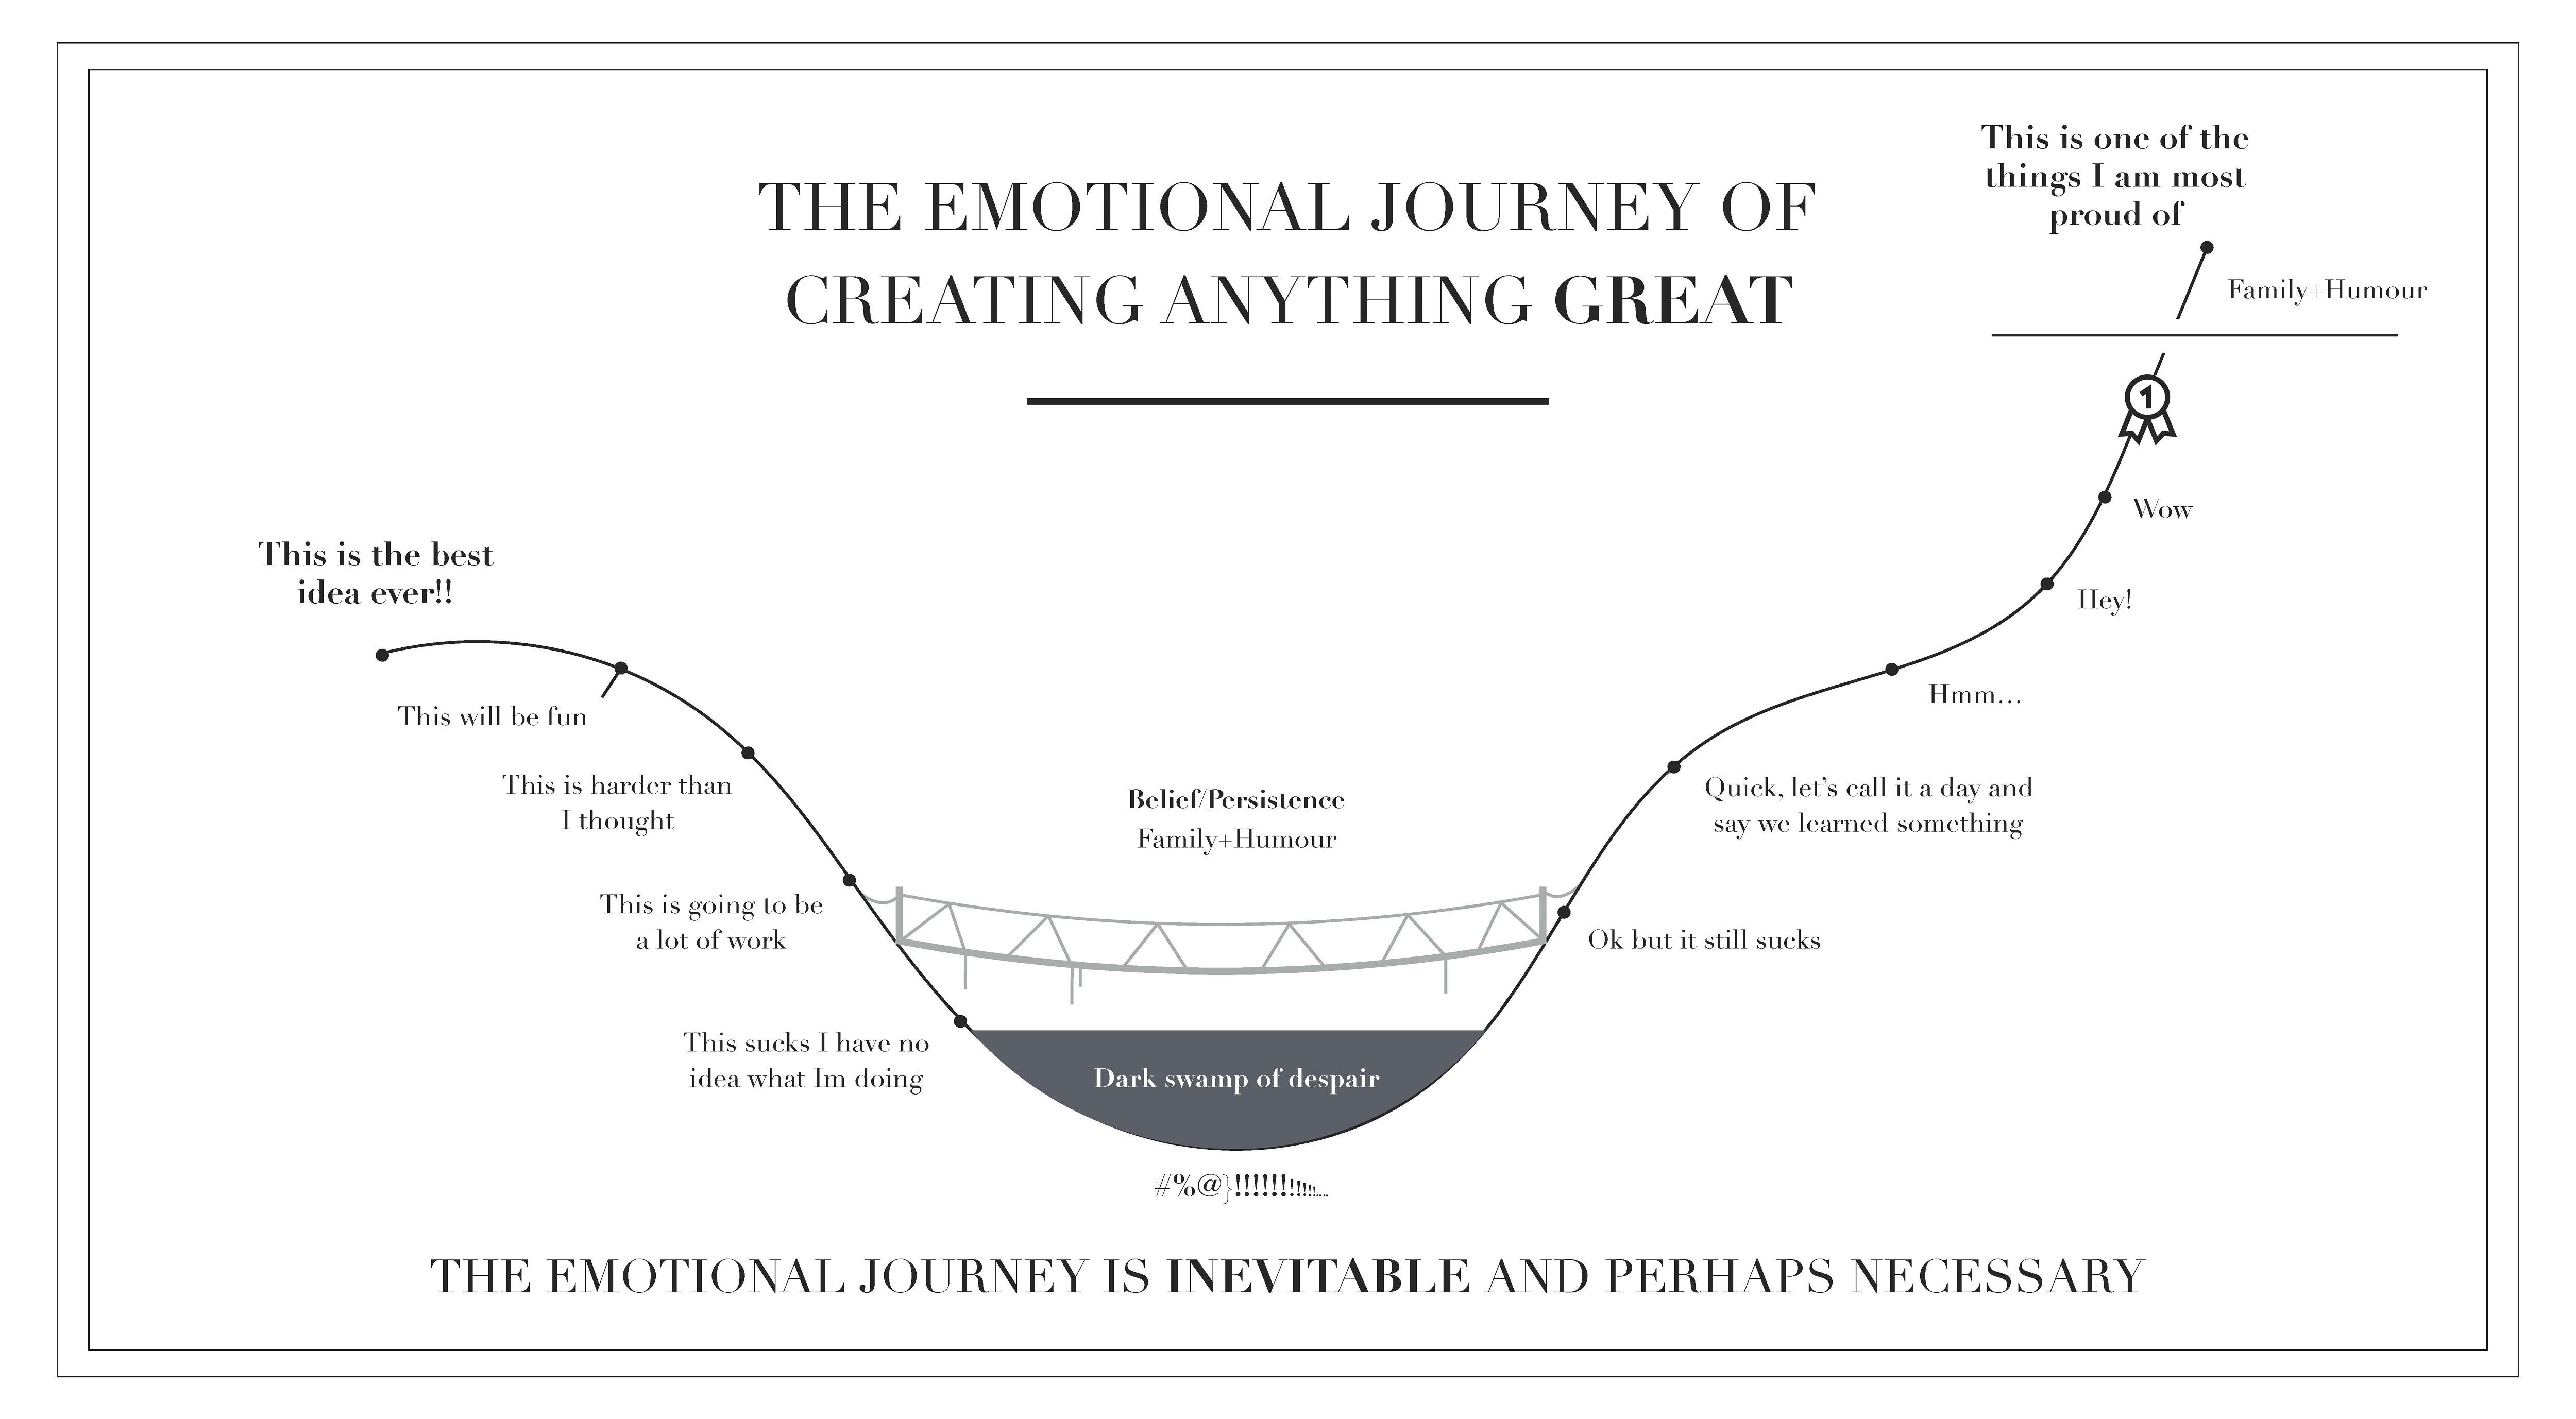 THE EMOTIONAL JOURNEY OF
CREATING ANYTHING GREAT
This is the best
idea ever!!
This will be fun
This is harder than
I thought
This is going to be
a lot of work
This sucks I have no
idea what Im doing
Belief/Persistence
Family+Humour
Dark swamp of despair
#%@}!!!!!!!!!!!!...
Ok but it still sucks
Quick, let’s call it a day and
say we learned something
Hmm…
Hey!
Wow
1
Family+Humour
This is one of the
things I am most
proud of
THE EMOTIONAL JOURNEY IS INEVITABLE AND PERHAPS NECESSARY